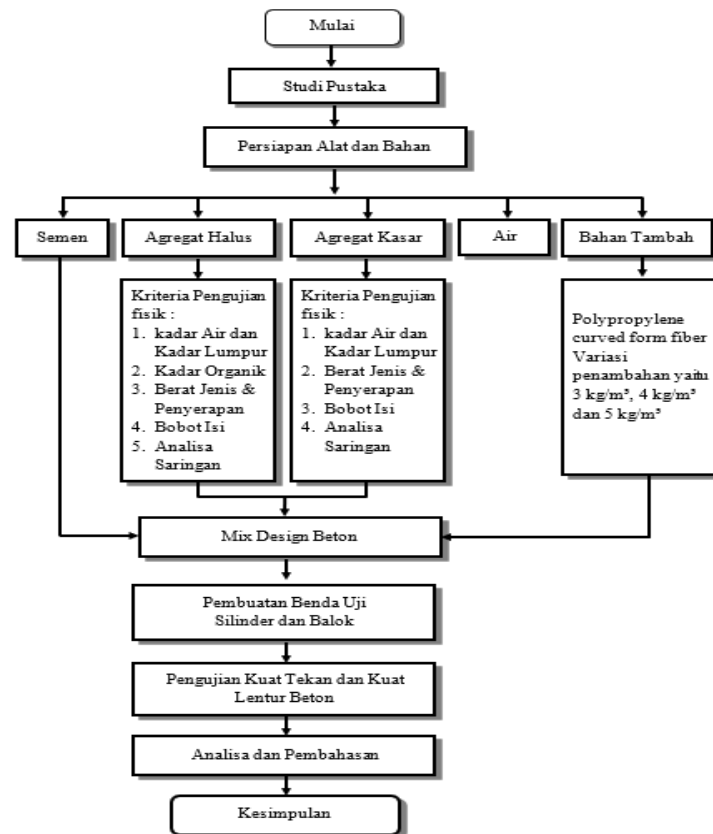 Mulai
Studi Pustaka
Persiapan Alat dan Bahan
Semen
Agregat Halus
Agregat Kasar
Air
Bahan Tambah
Kriteria Pengujian
fisik :
1. kadar Air dan
Kadar Lumpur
2. Kadar Organik
3. Berat Jenis &
Penyerapan
4. Bobot Isi
5. Analisa
Saringan
Kriteria Pengujian
fisik :
1. kadar Air dan
Kadar Lumpur
2. Berat Jenis &
Penyerapan
3. Bobot Isi
4. Analisa
Saringan
Polypropylene
curved form fiber
Variasi
penambahan yaitu
3 kg/m³, 4 kg/m³
dan 5 kg/m³
Mix Design Beton
Pembuatan Benda Uji
Silinder dan Balok
Pengujian Kuat Tekan dan Kuat
Lentur Beton
Analisa dan Pembahasan
Kesimpulan